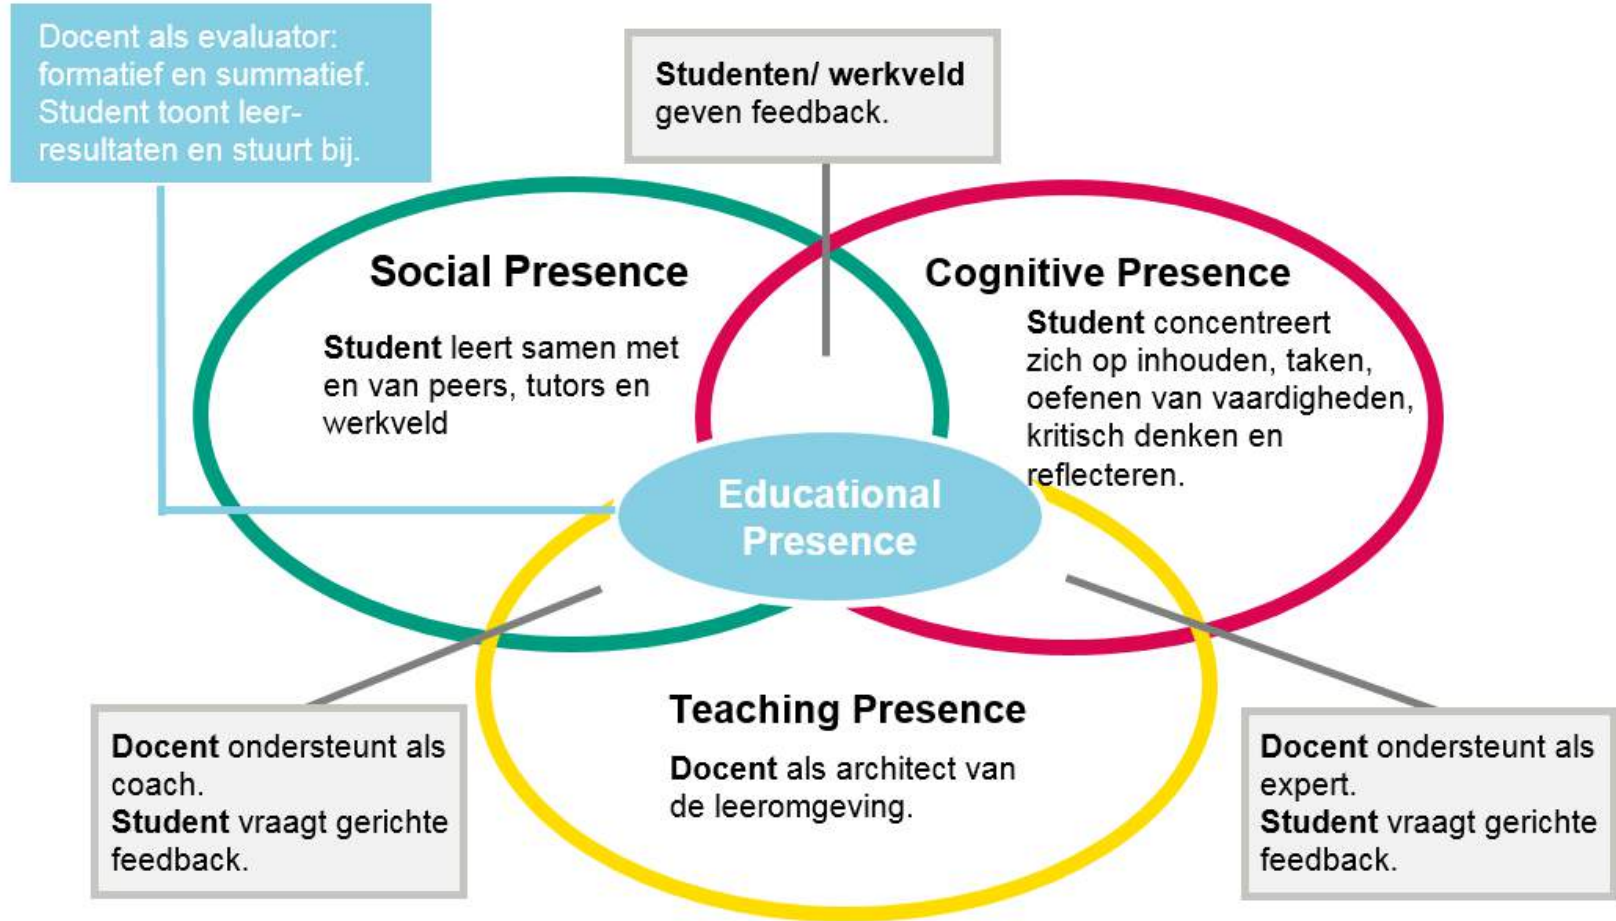 Docent als evaluator:
formatief en summatief.
Student toont leer-
resultaten en stuurt bij.
Studenten/ werkveld
geven feedback.
Social Presence
Student leert samen met
en van peers, tutors en
werkveld
Cognitive Presence
Student concentreert
zich op inhouden, taken,
oefenen van vaardigheden,
kritisch denken en
reflecteren.
Educational
Presence
Teaching Presence
Docent als architect van
de leeromgeving.
Docent ondersteunt als
coach.
Student vraagt gerichte
feedback.
Docent ondersteunt als
expert.
Student vraagt gerichte
feedback.